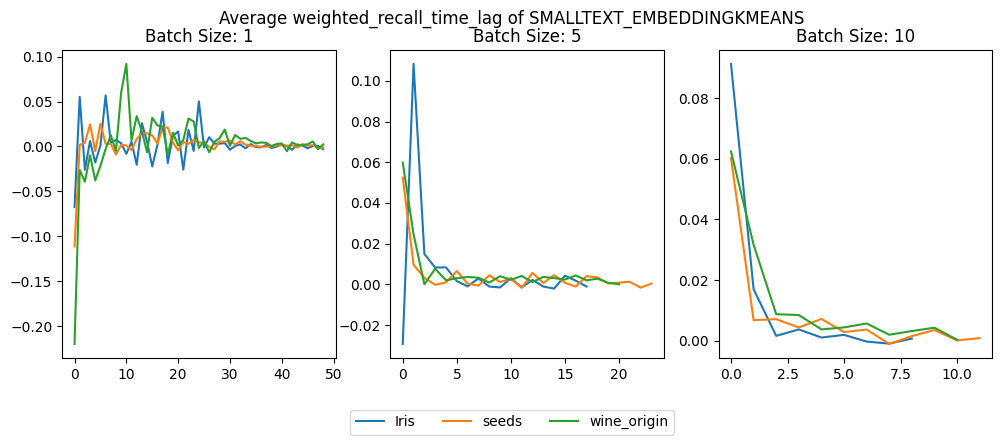 Average weighted_recall_time_lag of SMALLTEXT_EMBEDDINGKMEANS
Batch Size: 1
0.10
0.05
0.00
−0.05
−0.10
−0.15
−0.20
0 10 20 30 40 50
Batch Size: 5
0.10
0.08
0.06
0.04
0.02
0.00
−0.02
0 5 10 15 20
Batch Size: 10
0.08
0.06
0.04
0.02
0.00
0.0 2.5 5.0 7.5 10.0
Iris seeds wine_origin